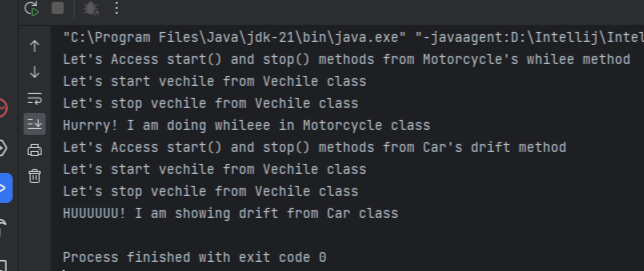 "C:\Program Files\Java\jdk-21\bin\java.exe" "-javaagent:D:\Intellij\Intel
Let's Access start() and stop() methods from Motorcycle's whilee method
Let's start vechile from Vechile class
Let's stop vechile from Vechile class
Hurrry! I am doing whileee in Motorcycle class
Let's Access start() and stop() methods from Car's drift method
Let's start vechile from Vechile class
Let's stop vechile from Vechile class
HUUUUUU! I am showing drift from Car class
Process finished with exit code 0